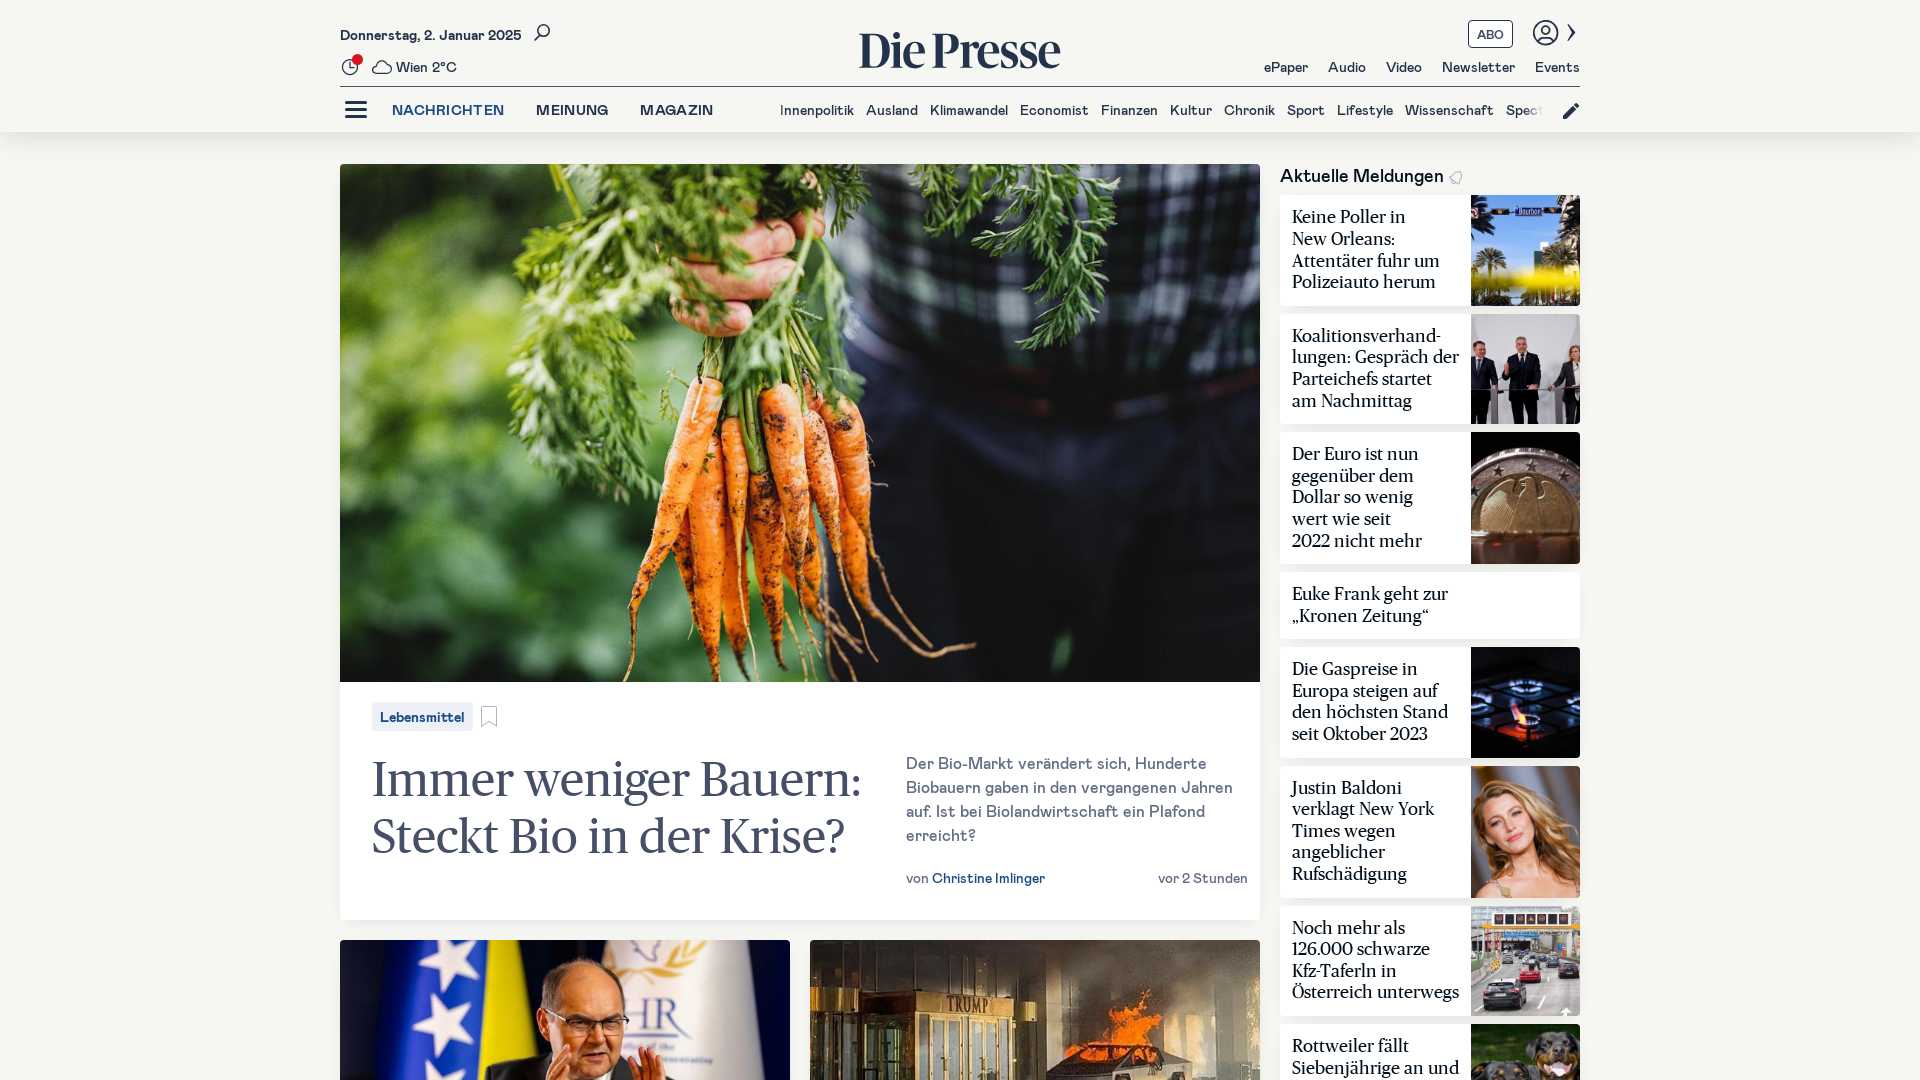 Donnerstag, 2. Januar 2025
Die Presse
ABO
Wien 2°C
ePaper Audio Video Newsletter Events
NACHRICHTEN MEINUNG MAGAZIN
Innenpolitik Ausland Klimawandel Economist Finanzen Kultur Chronik Sport Lifestyle Wissenschaft Spect
Lebensmittel
Immer weniger Bauern:
Steckt Bio in der Krise?
Der Bio-Markt verändert sich, Hunderte
Biobauern gaben in den vergangenen Jahren
auf. Ist bei Biolandwirtschaft ein Plafond
erreicht?
von Christine Imlinger
vor 2 Stunden
HR
TRUMP
Aktuelle Meldungen
Keine Poller in
New Orleans:
Attentäter fuhr um
Polizeiauto herum
Bourbon
Koalitionsverhand-
lungen: Gespräch der
Parteichefs startet
am Nachmittag
Der Euro ist nun
gegenüber dem
Dollar so wenig
wert wie seit
2022 nicht mehr
Euke Frank geht zur
„Kronen Zeitung“
Die Gaspreise in
Europa steigen auf
den höchsten Stand
seit Oktober 2023
Justin Baldoni
verklagt New York
Times wegen
angeblicher
Rufschädigung
Noch mehr als
126.000 schwarze
Kfz-Taferln in
Österreich unterwegs
Rottweiler fällt
Siebenjährige an und